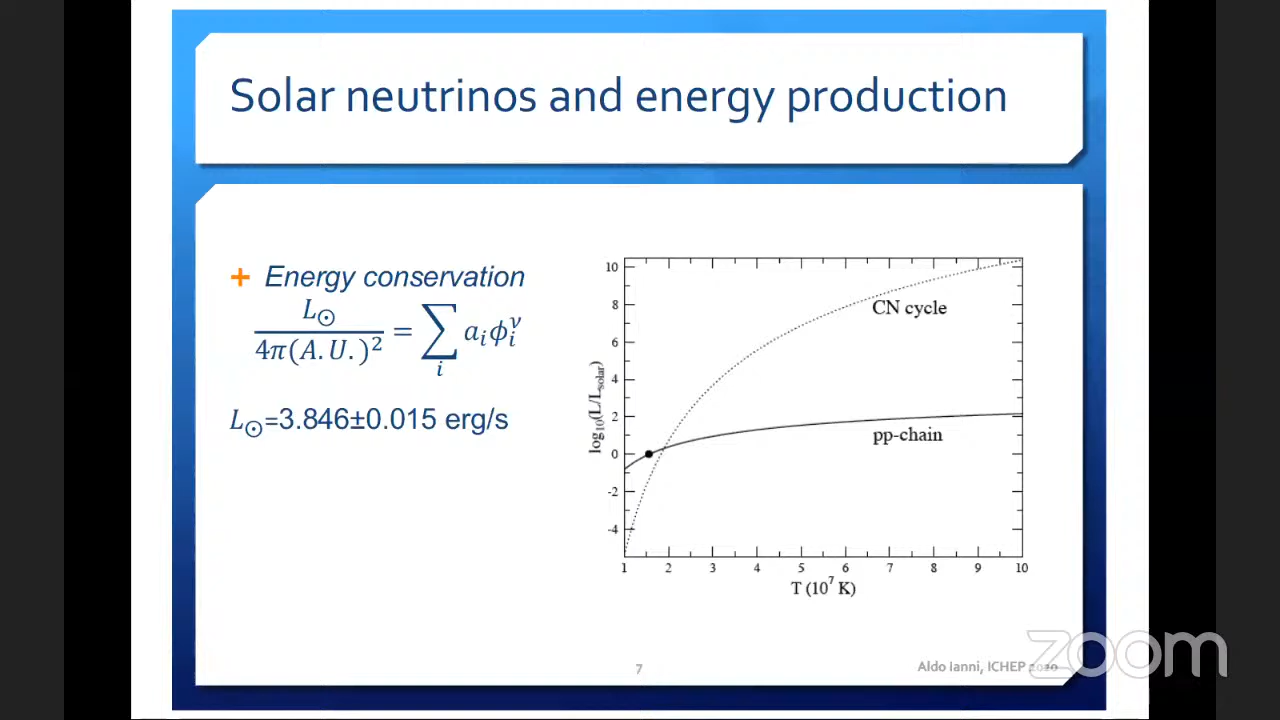 Solar neutrinos and energy production
+ Energy conservation
L⊙ / 4π(A.U.)² = ∑ᵢ aᵢϕᵢ^ν
L⊙=3.846±0.015 erg/s
10
8
6
4
2
0
-2
-4
log₁₀(L/L_solar)
CN cycle
pp-chain
1 2 3 4 5 6 7 8 9 10
T (10⁷ K)
7
Aldo Ianni, ICHEP 2020
zoom